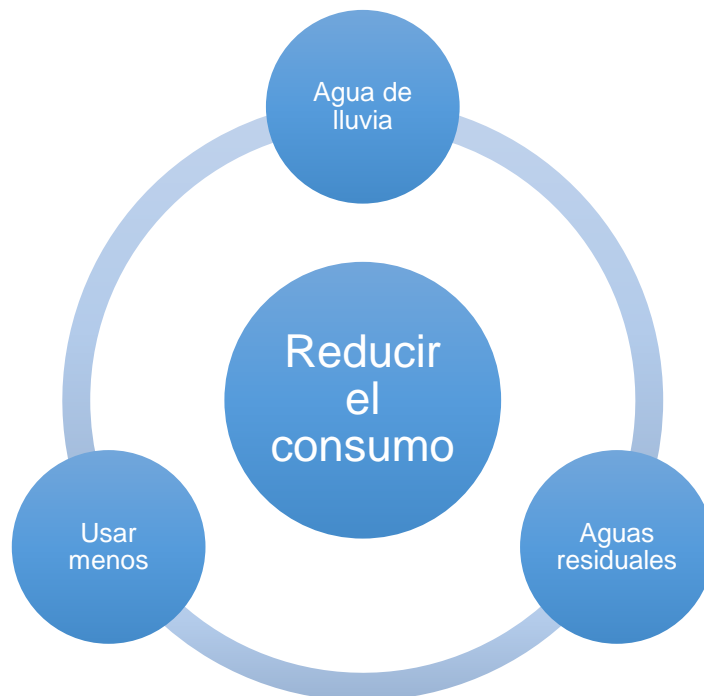 Agua de
lluvia
Reducir
el
consumo
Usar
menos
Aguas
residuales